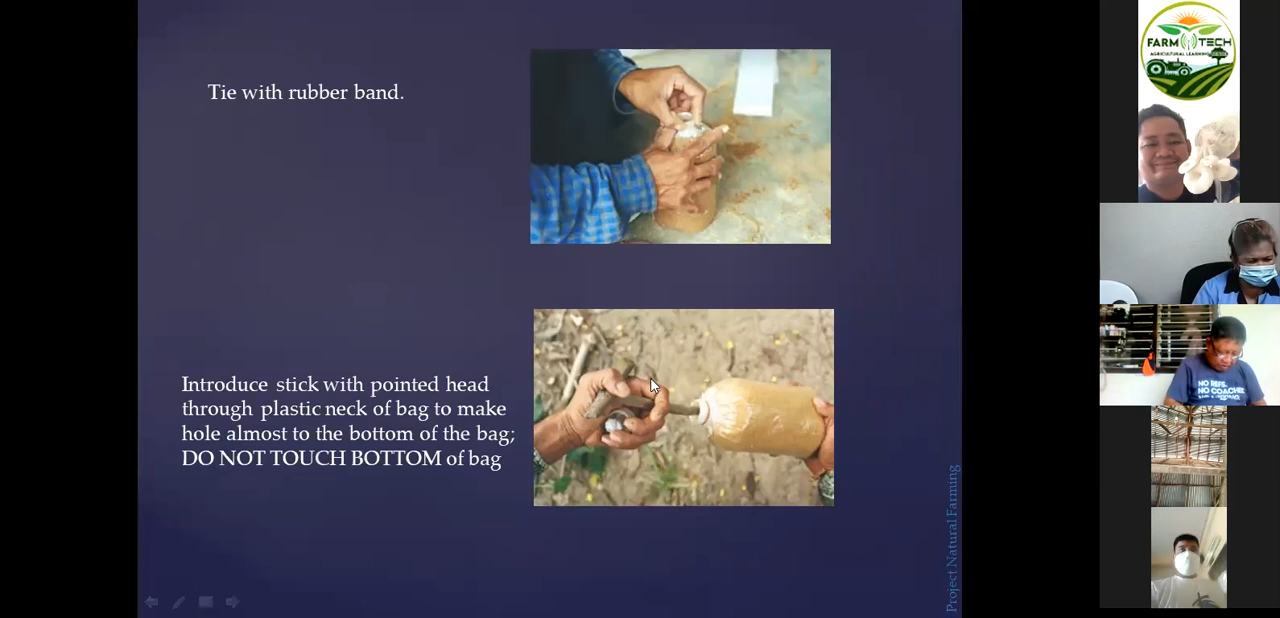 Tie with rubber band.
Introduce stick with pointed head
through plastic neck of bag to make
hole almost to the bottom of the bag;
DO NOT TOUCH BOTTOM of bag
Project Natural Farming
FARM TECH
AGRICULTURAL LEARNING
NO REFS.
NO COACHES